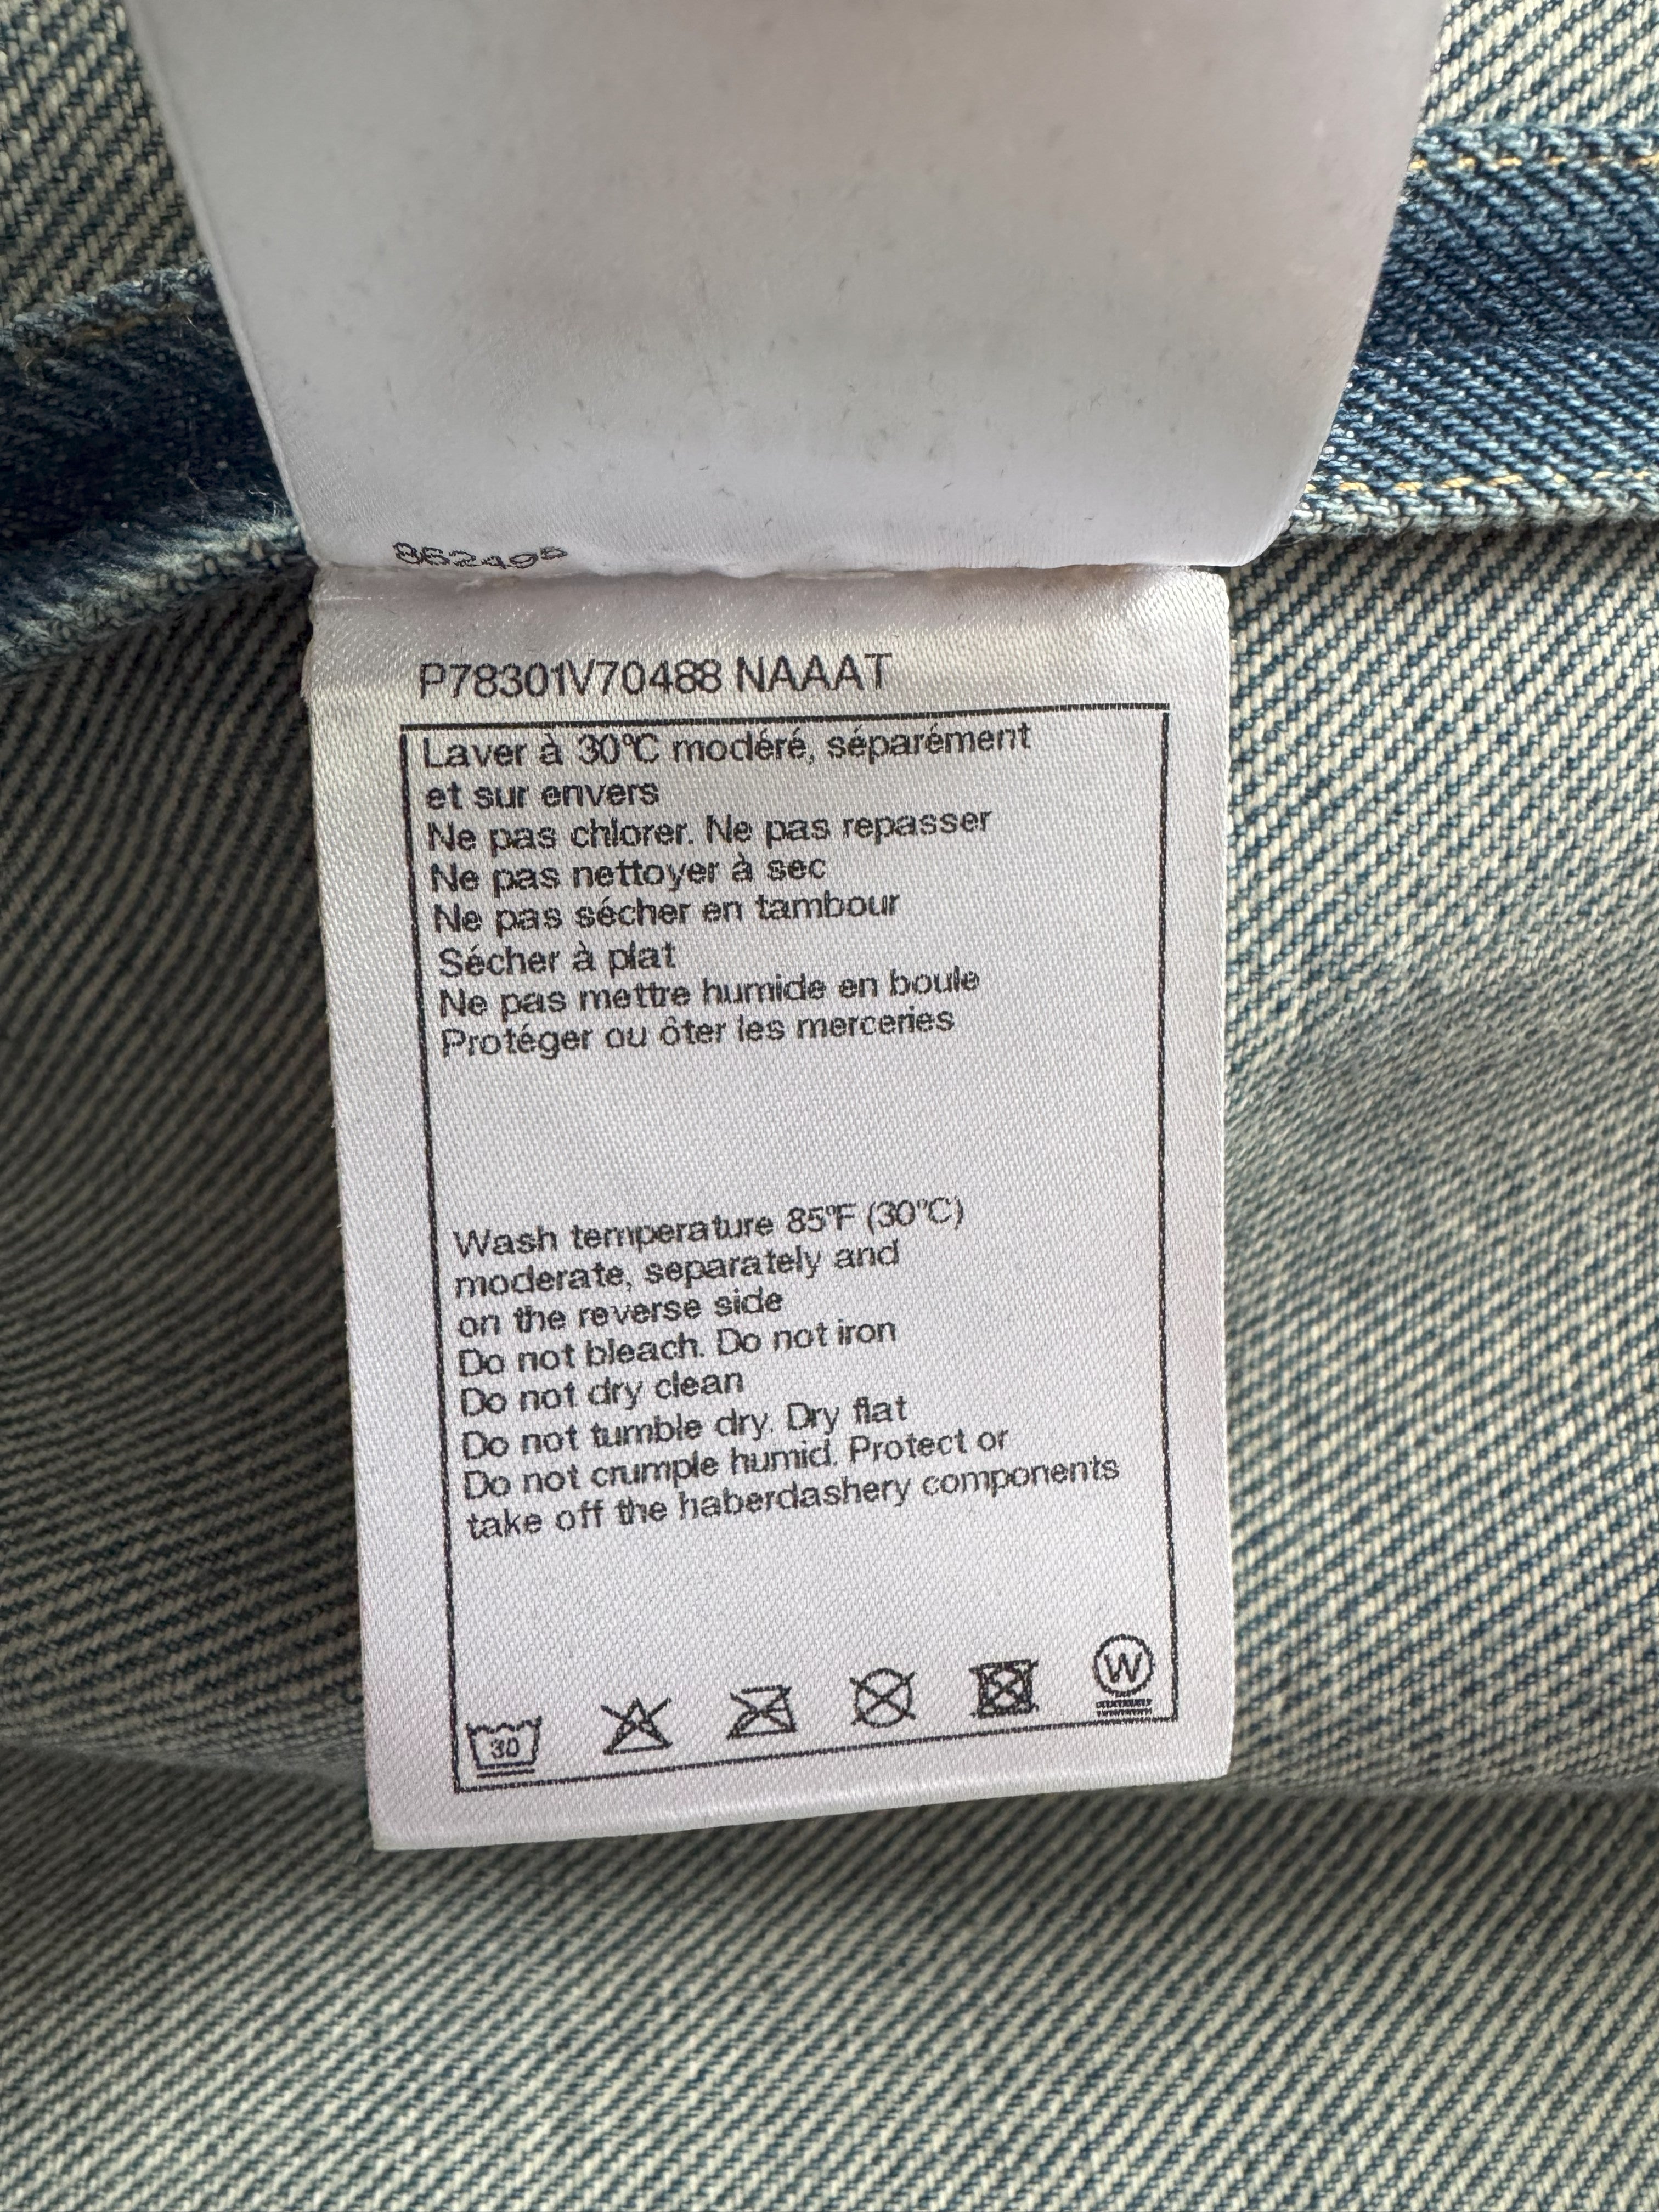 862495
P78301V70488 NAAAT
Laver à 30°C modéré, séparément
et sur envers
Ne pas chlorer. Ne pas repasser
Ne pas nettoyer à sec
Ne pas sécher en tambour
Sécher à plat
Ne pas mettre humide en boule
Protéger ou ôter les merceries
Wash temperature 85°F (30°C)
moderate, separately and
on the reverse side
Do not bleach. Do not iron
Do not dry clean
Do not tumble dry. Dry flat
Do not crumple humid. Protect or
take off the haberdashery components
30 W